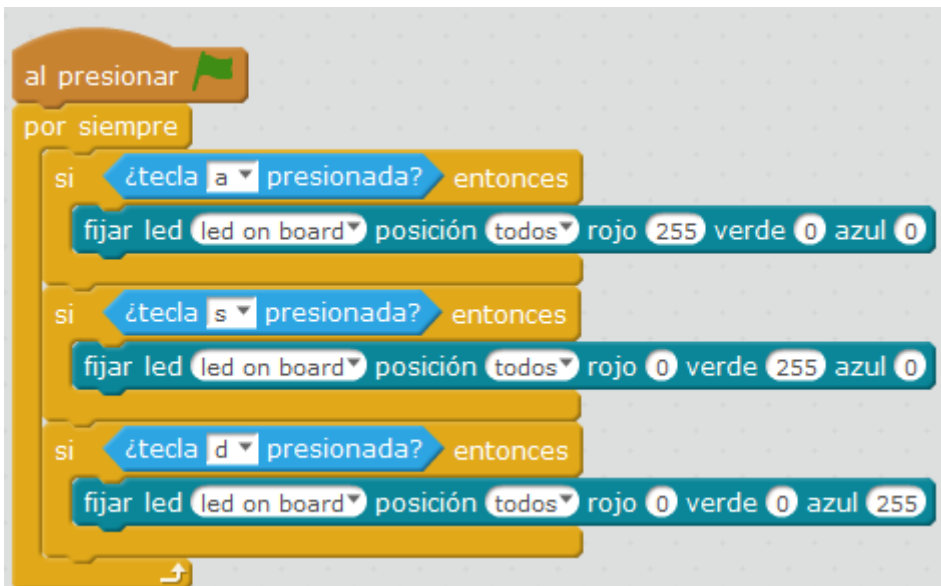 al presionar
por siempre
si ¿tecla a presionada? entonces
fijar led led on board posición todos rojo 255 verde 0 azul 0
si ¿tecla s presionada? entonces
fijar led led on board posición todos rojo 0 verde 255 azul 0
si ¿tecla d presionada? entonces
fijar led led on board posición todos rojo 0 verde 0 azul 255